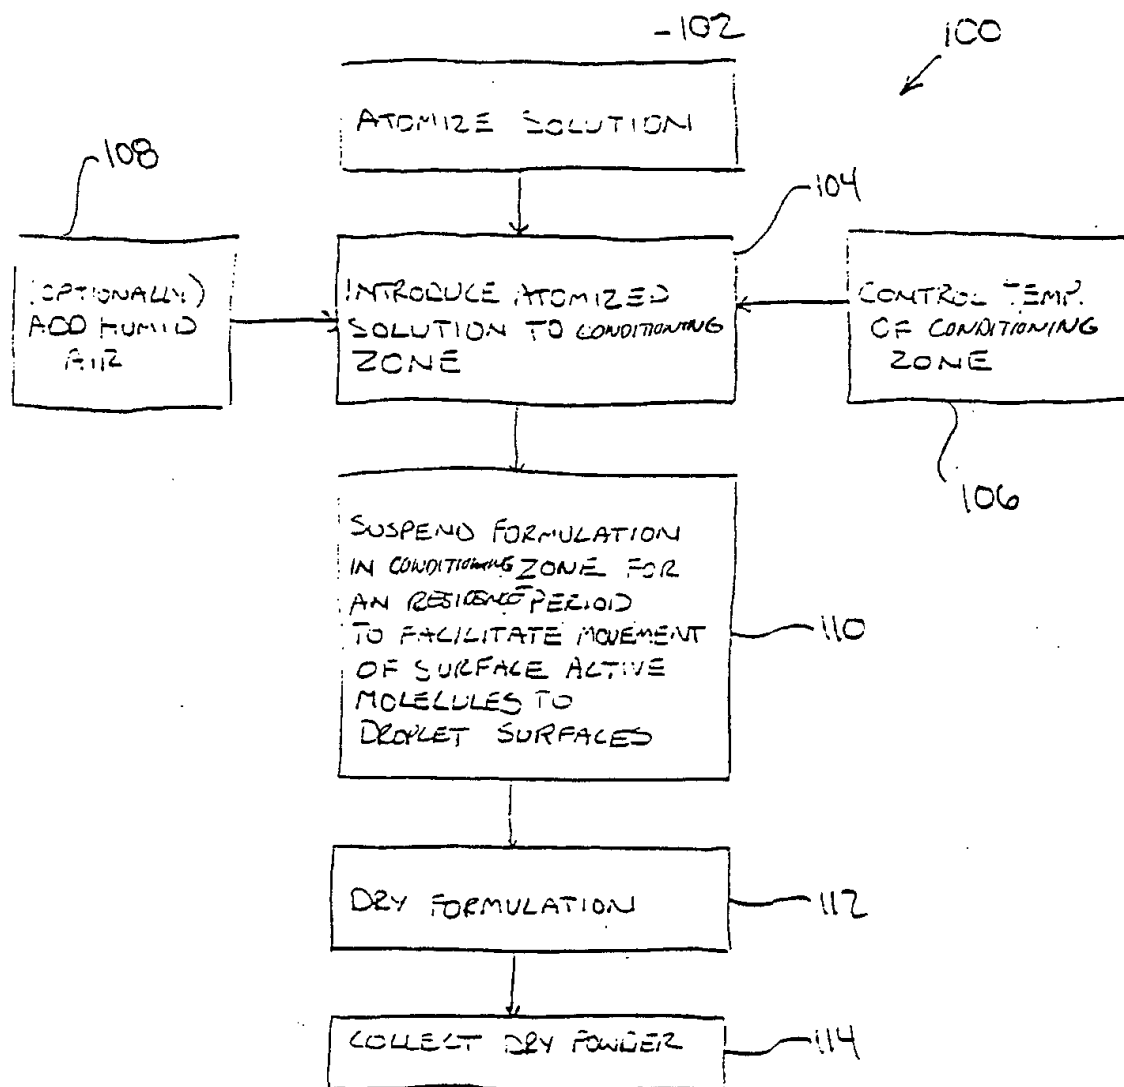 -102
100
ATOMIZE SOLUTION
108
104
(OPTIONALLY)
ADD HUMID
AIR
INTRODUCE ATOMIZED
SOLUTION TO CONDITIONING
ZONE
CONTROL TEMP.
OF CONDITIONING
ZONE
106
SUSPEND FORMULATION
IN CONDITIONING ZONE FOR
AN RESIDENCE PERIOD
TO FACILITATE MOVEMENT
OF SURFACE ACTIVE
MOLECULES TO
DROPLET SURFACES
110
DRY FORMULATION
112
COLLECT DRY POWDER
114